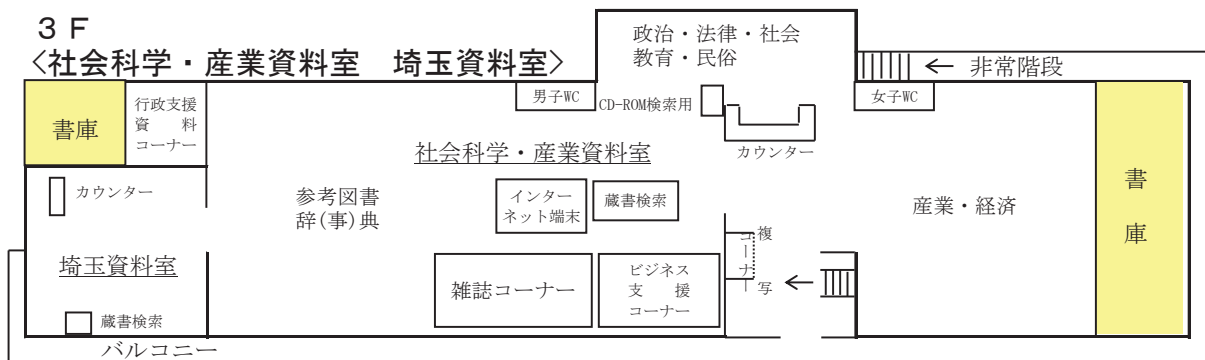 ３Ｆ
〈社会科学・産業資料室　埼玉資料室〉
政治・法律・社会
教育・民俗
← 非常階段
書庫
行政支援
資　料
コーナー
男子WC
CD-ROM検索用
女子WC
カウンター
社会科学・産業資料室
カウンター
参考図書
辞(事)典
インター
ネット端末
蔵書検索
産業・経済
書
庫
埼玉資料室
雑誌コーナー
ビジネス
支　援
コーナー
複写
コーナー
←
蔵書検索
バルコニー